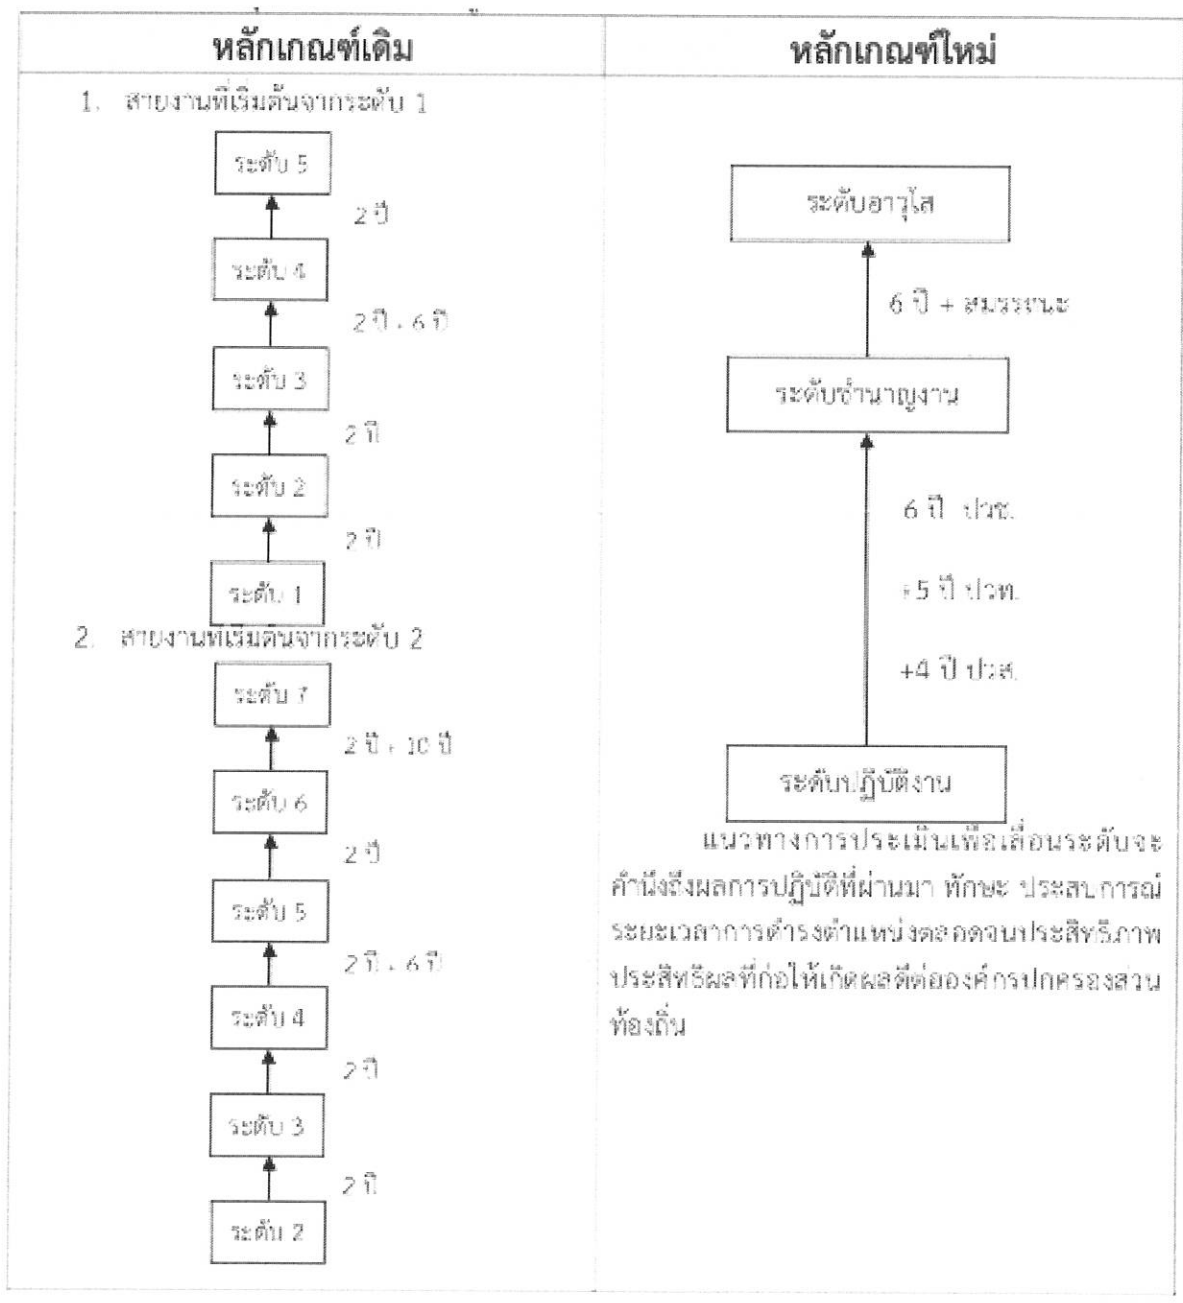 หลักเกณฑ์เดิม
1. สายงานที่เริ่มต้นจากระดับ 1
ระดับ 5
2 ปี
ระดับ 4
2 ปี , 6 ปี
ระดับ 3
2 ปี
ระดับ 2
2 ปี
ระดับ 1
2. สายงานที่เริ่มต้นจากระดับ 2
ระดับ 7
2 ปี , 10 ปี
ระดับ 6
2 ปี
ระดับ 5
2 ปี , 6 ปี
ระดับ 4
2 ปี
ระดับ 3
2 ปี
ระดับ 2
หลักเกณฑ์ใหม่
ระดับอาวุโส
6 ปี + สมรรถนะ
ระดับชำนาญงาน
6 ปี ปวช.
+5 ปี ปวท.
+4 ปี ปวส.
ระดับปฏิบัติงาน
แนวทางการประเมินเพื่อเลื่อนระดับจะ
คำนึงถึงผลการปฏิบัติที่ผ่านมา ทักษะ ประสบการณ์
ระยะเวลาการดำรงตำแหน่งตลอดจนประสิทธิภาพ
ประสิทธิผลที่ก่อให้เกิดผลดีต่อองค์กรปกครองส่วน
ท้องถิ่น